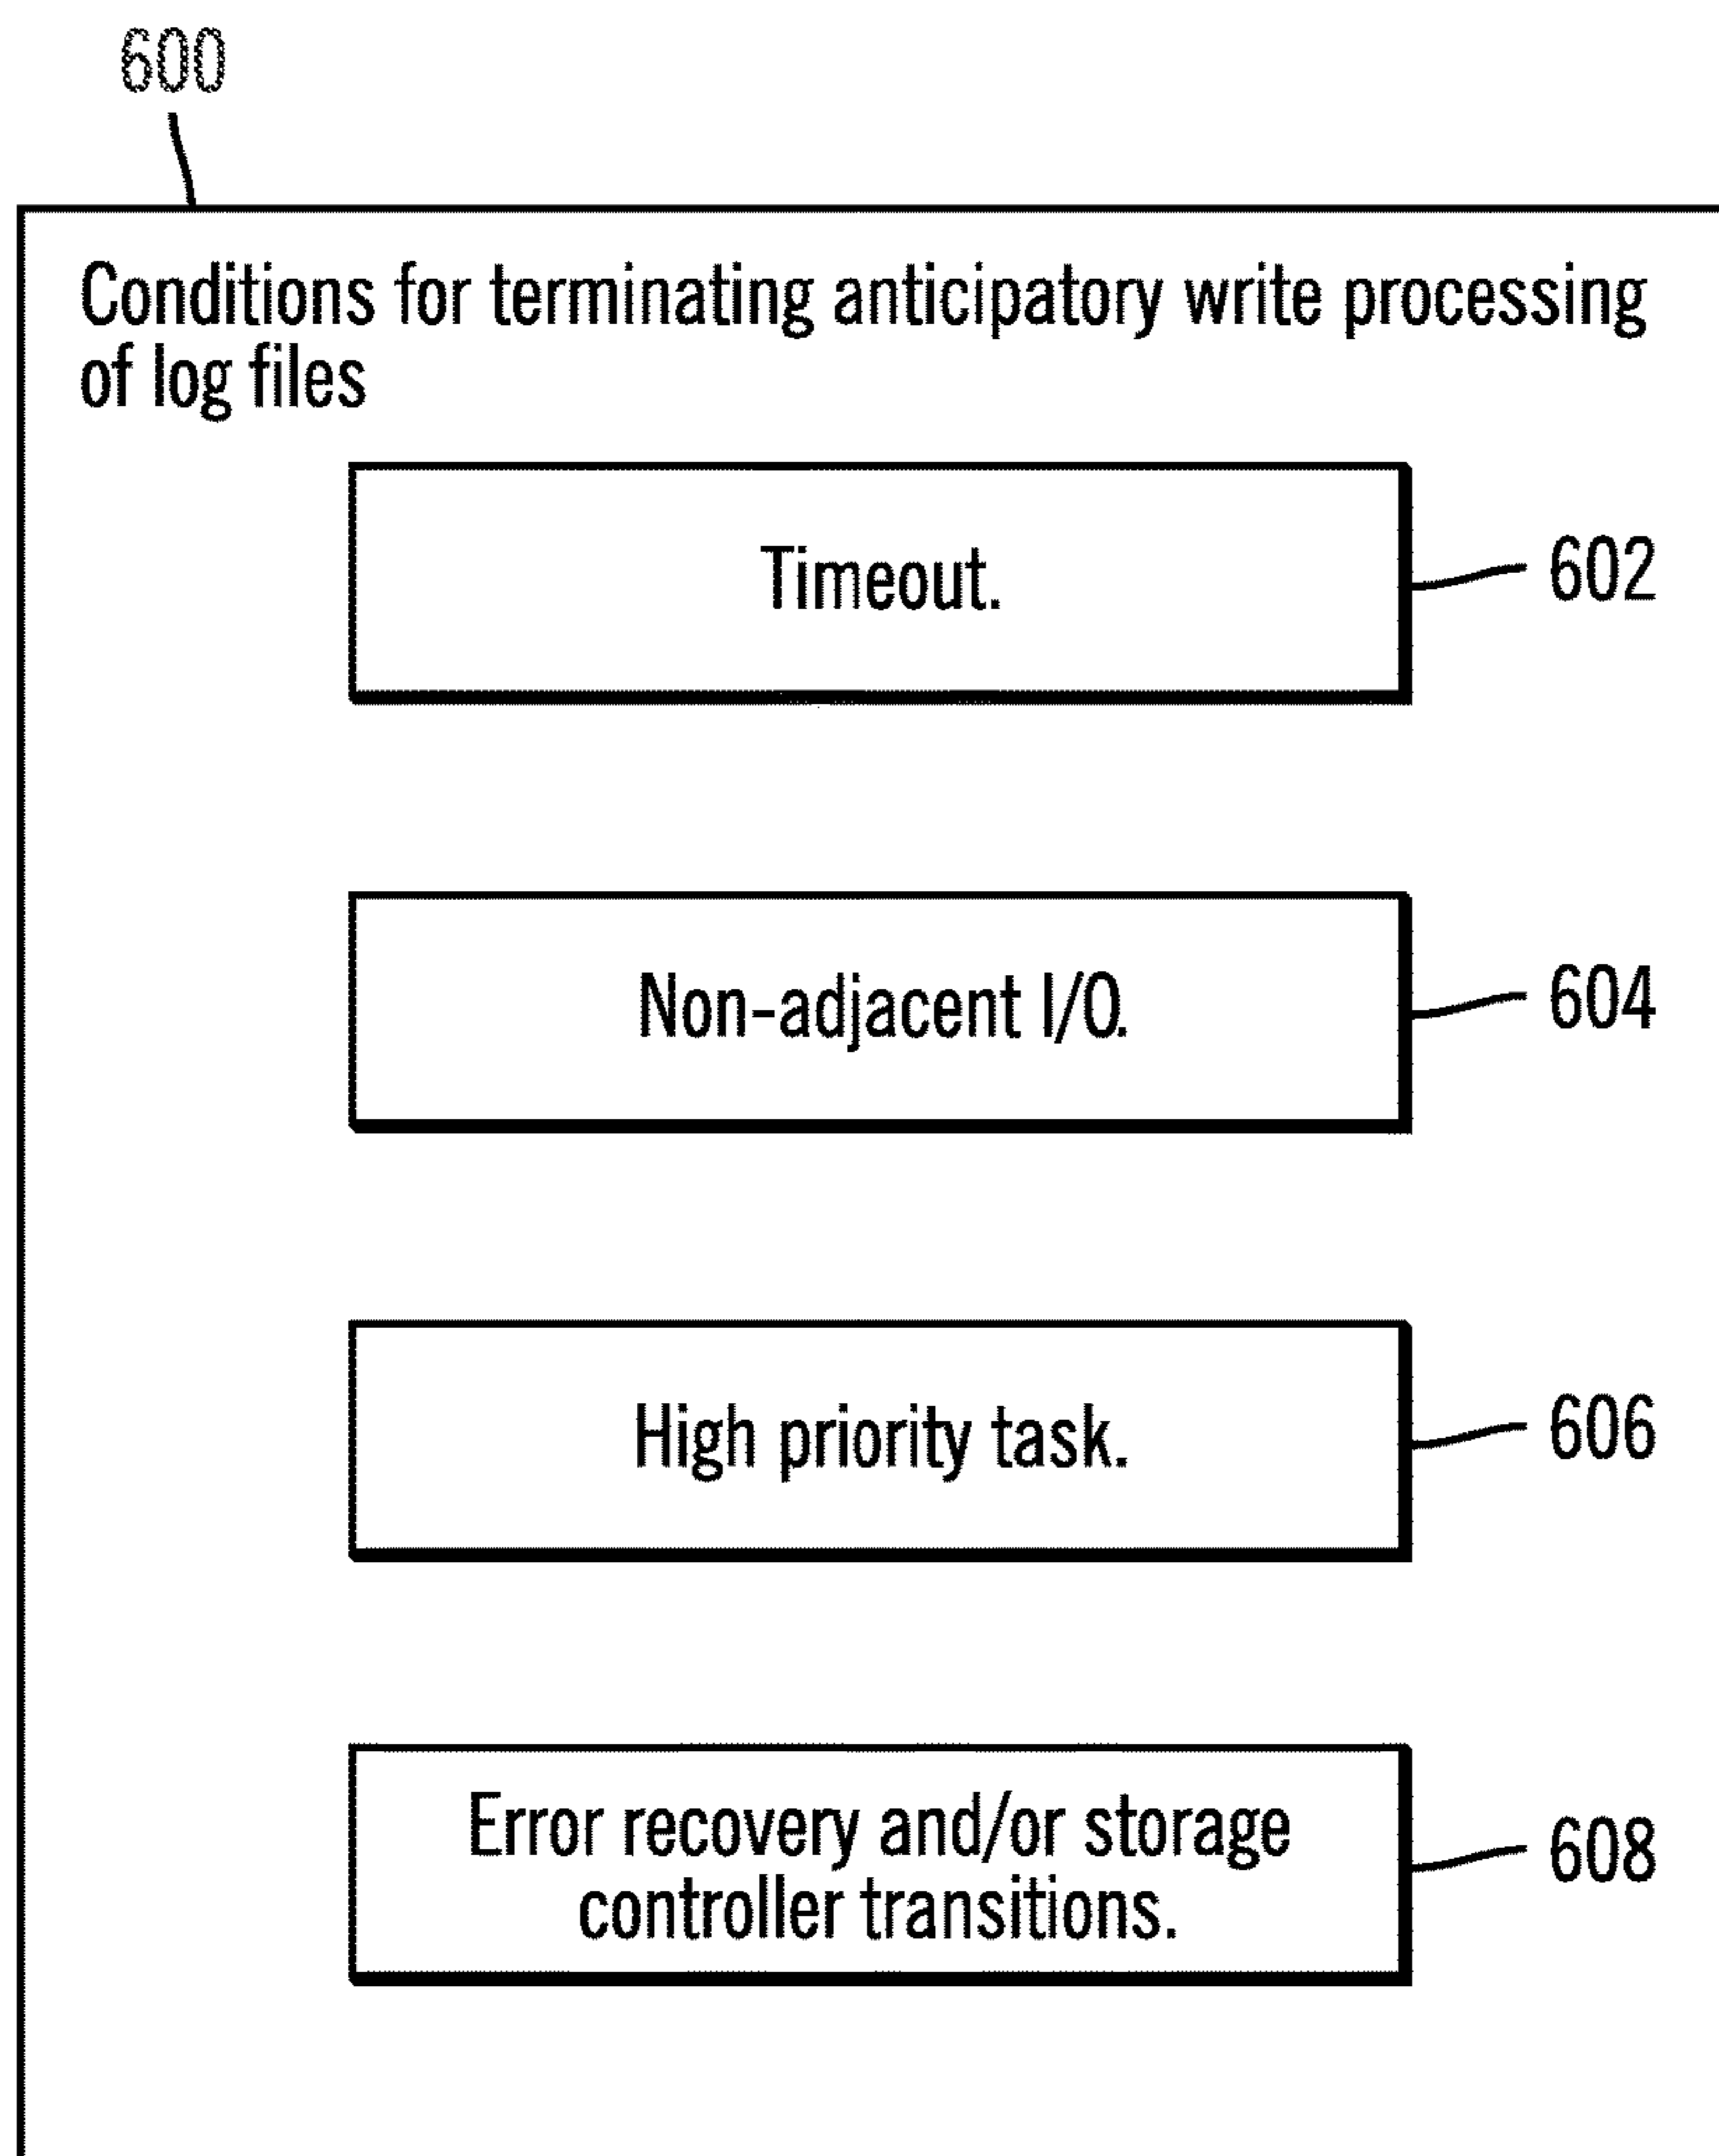 600
Conditions for terminating anticipatory write processing
of log files
Timeout.
602
Non-adjacent I/O.
604
High priority task.
606
Error recovery and/or storage
controller transitions.
608